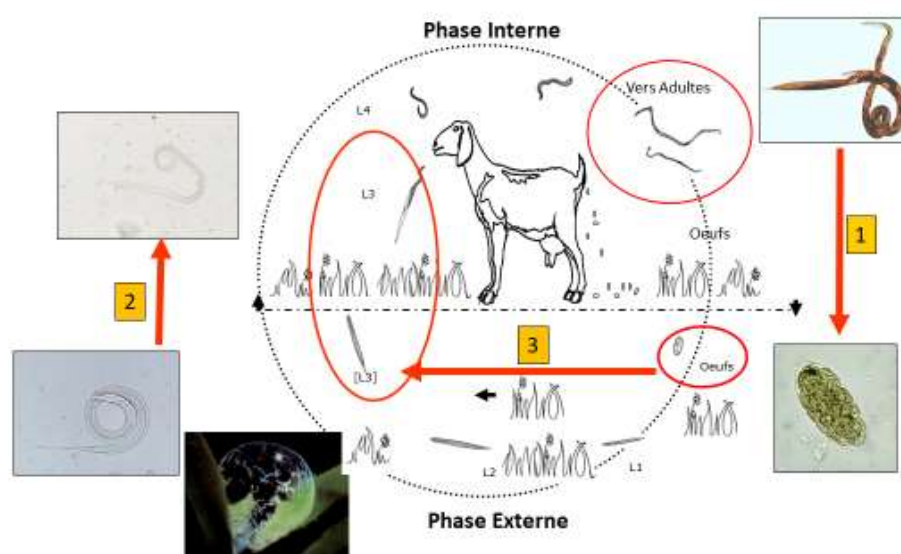 Phase Interne
Vers Adultes
L4
L3
1
Oeufs
2
3
Oeufs
[L3]
L2
L1
Phase Externe